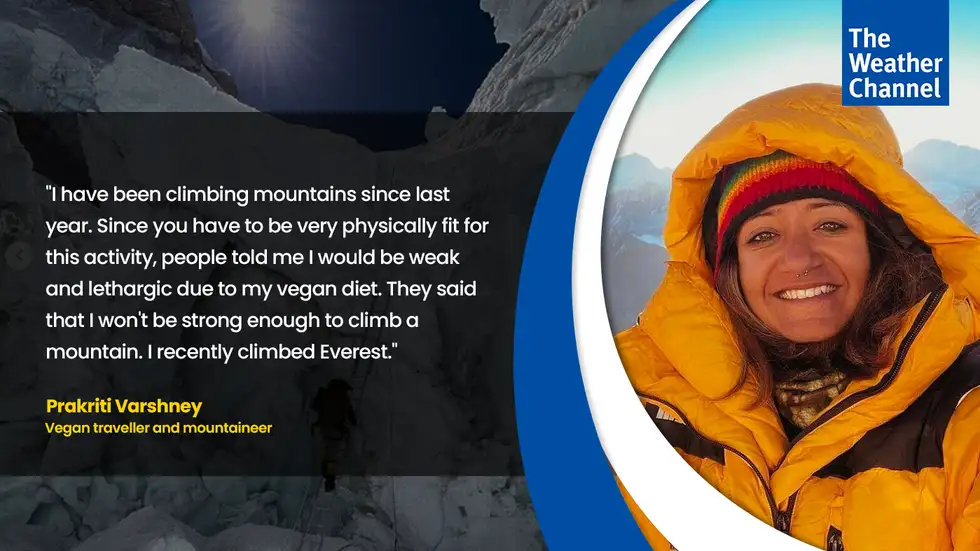 The
Weather
Channel
"I have been climbing mountains since last
year. Since you have to be very physically fit for
this activity, people told me I would be weak
and lethargic due to my vegan diet. They said
that I won't be strong enough to climb a
mountain. I recently climbed Everest."
Prakriti Varshney
Vegan traveller and mountaineer